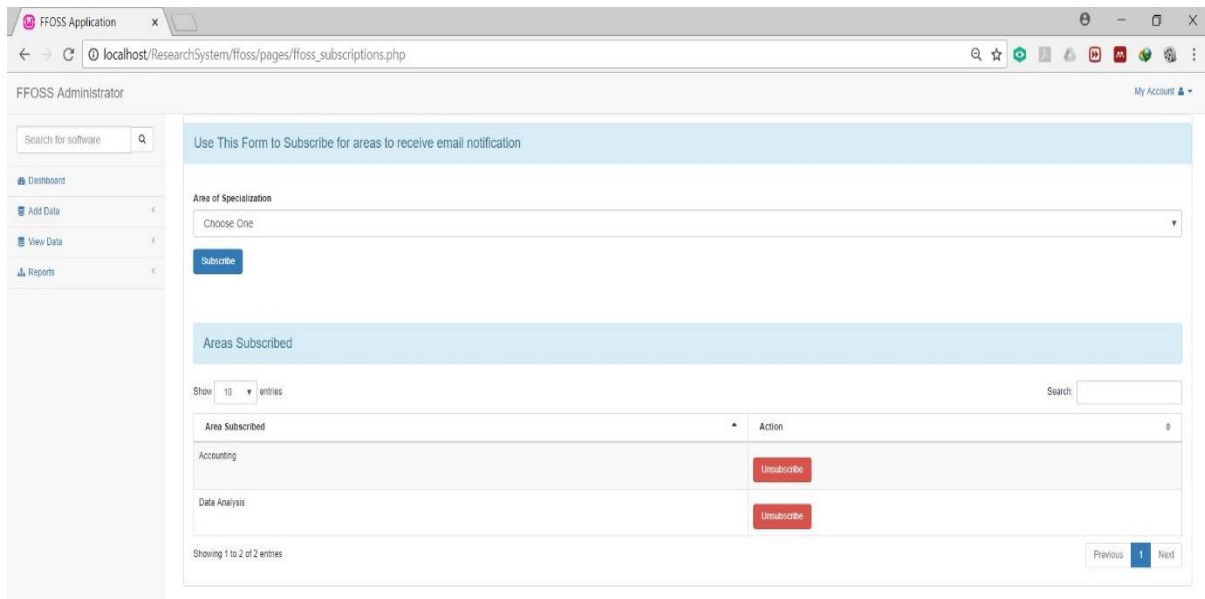 FFOSS Application
localhost/ResearchSystem/ffoss/pages/ffoss_subscriptions.php
FFOSS Administrator
My Account
Search for software
Use This Form to Subscribe for areas to receive email notification
Dashboard
Area of Specialization
Add Data
Choose One
View Data
Subscribe
Reports
Areas Subscribed
Show 10 entries
Search:
Area Subscribed
Action
Accounting
Unsubscribe
Data Analysis
Unsubscribe
Showing 1 to 2 of 2 entries
Previous 1 Next